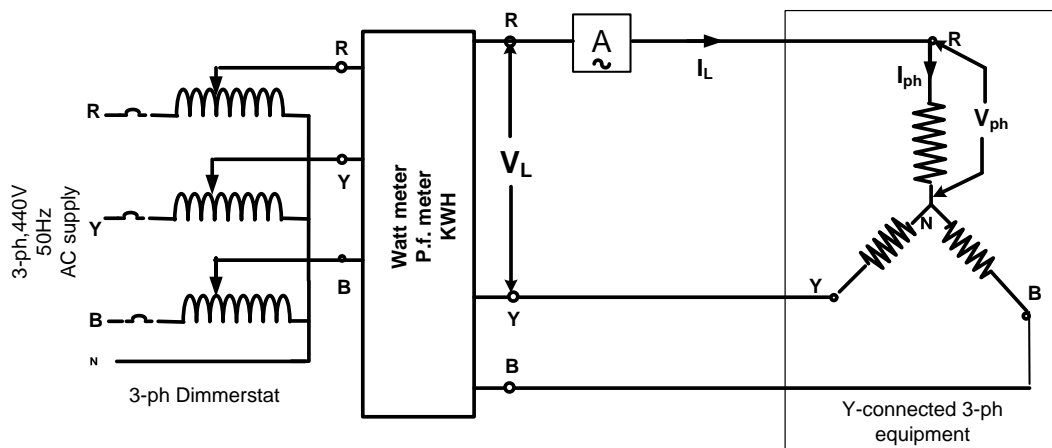 R
Y
B
N
3-ph,440V
50Hz
AC supply
3-ph Dimmerstat
R
Y
B
Watt meter
P.f. meter
KWH
R
A
~
I_L
V_L
Y
B
R
I_ph
V_ph
N
Y
B
Y-connected 3-ph
equipment